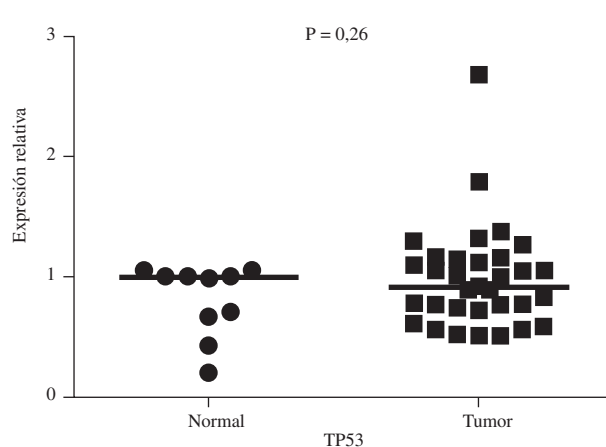 P = 0,26
Expresión relativa
3
2
1
0
Normal
Tumor
TP53